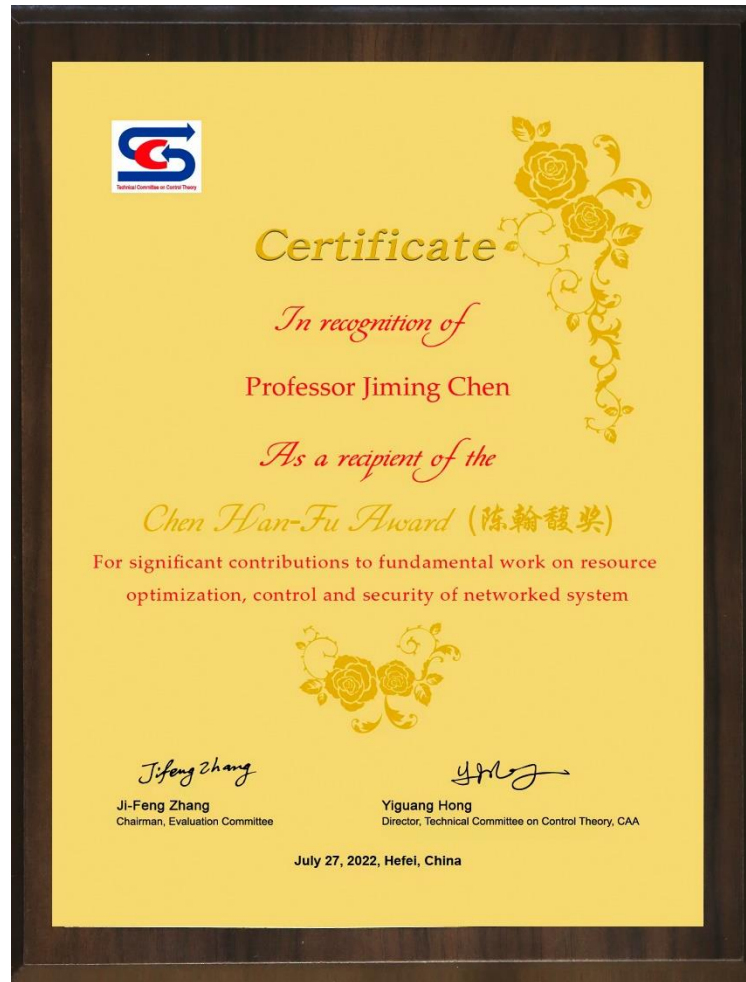 Technical Committee on Control Theory
Certificate
In recognition of
Professor Jiming Chen
As a recipient of the
Chen Han-Fu Award (陈翰馥奖)
For significant contributions to fundamental work on resource
optimization, control and security of networked system
Jifeng Zhang
Ji-Feng Zhang
Chairman, Evaluation Committee
Yiguang Hong
Director, Technical Committee on Control Theory, CAA
July 27, 2022, Hefei, China